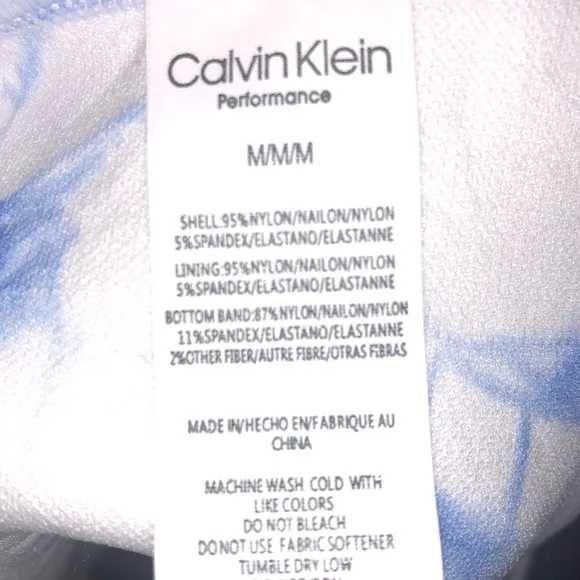 Calvin Klein
Performance
M/M/M
SHELL:95%NYLON/NAILON/NYLON
5%SPANDEX/ELASTANO/ELASTANNE
LINING:95%NYLON/NAILON/NYLON
5%SPANDEX/ELASTANO/ELASTANNE
BOTTOM BAND:87%NYLON/NAILON/NYLON
11%SPANDEX/ELASTANO/ELASTANNE
2%OTHER FIBER/AUTRE FIBRE/OTRAS FIBRAS
MADE IN/HECHO EN/FABRIQUE AU
CHINA
MACHINE WASH COLD WITH
LIKE COLORS
DO NOT BLEACH
DO NOT USE FABRIC SOFTENER
TUMBLE DRY LOW